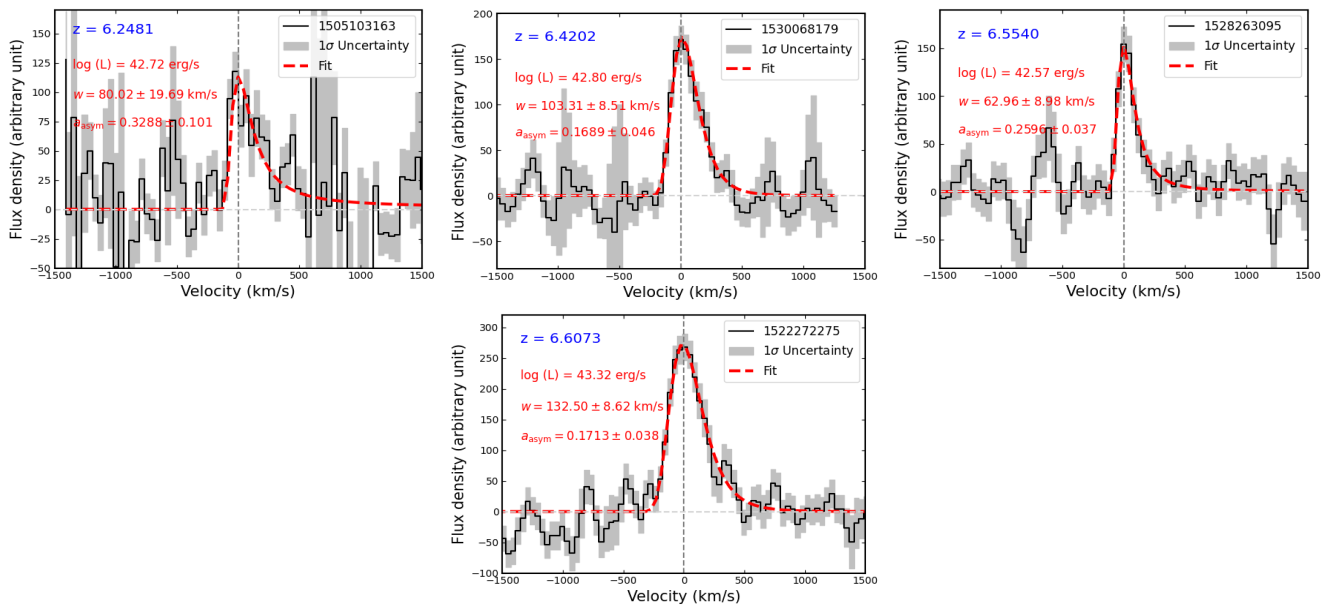 z = 6.2481
1505103163
1σ Uncertainty
Fit
log (L) = 42.72 erg/s
w = 80.02 ± 19.69 km/s
a_asym = 0.3288 ± 0.101
Flux density (arbitrary unit)
150
125
100
75
50
25
0
−25
−50
−1500 −1000 −500 0 500 1000 1500
Velocity (km/s)
z = 6.4202
1530068179
1σ Uncertainty
Fit
log (L) = 42.80 erg/s
w = 103.31 ± 8.51 km/s
a_asym = 0.1689 ± 0.046
Flux density (arbitrary unit)
200
150
100
50
0
−50
−1500 −1000 −500 0 500 1000 1500
Velocity (km/s)
z = 6.5540
1528263095
1σ Uncertainty
Fit
log (L) = 42.57 erg/s
w = 62.96 ± 8.98 km/s
a_asym = 0.2596 ± 0.037
Flux density (arbitrary unit)
150
100
50
0
−50
−1500 −1000 −500 0 500 1000 1500
Velocity (km/s)
z = 6.6073
1522272275
1σ Uncertainty
Fit
log (L) = 43.32 erg/s
w = 132.50 ± 8.62 km/s
a_asym = 0.1713 ± 0.038
Flux density (arbitrary unit)
300
250
200
150
100
50
0
−50
−100
−1500 −1000 −500 0 500 1000 1500
Velocity (km/s)